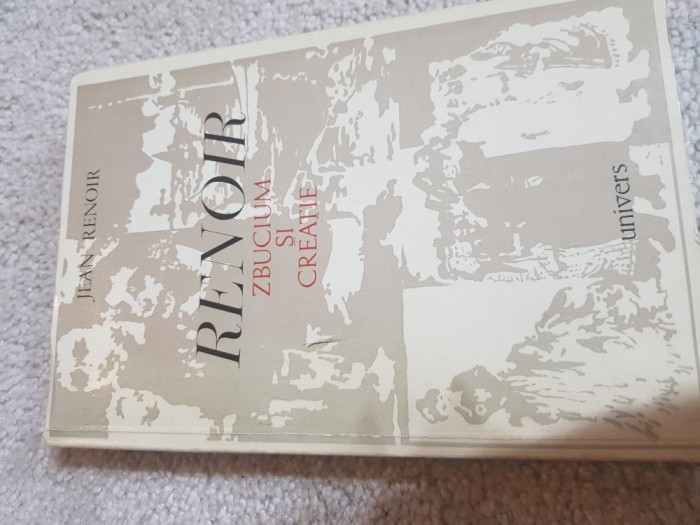 JEAN RENOIR
RENOIR
ZBUCIUM
ȘI
CREAȚIE
univers